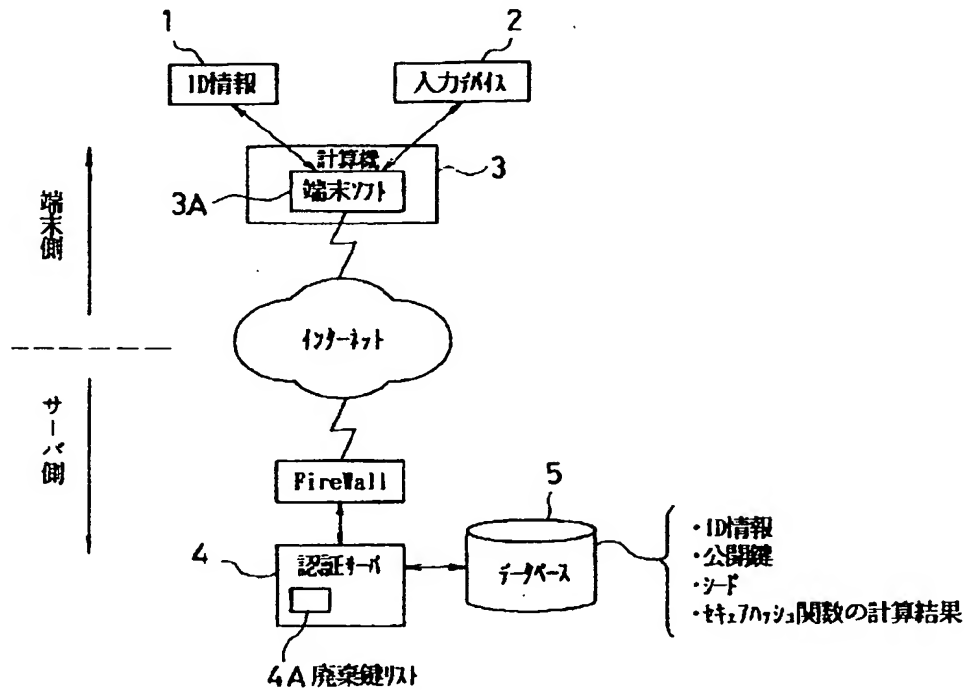 1
2
ID情報
入力デバイス
計算機
3
端末ソフト
3A
端末側
インターネット
サーバ側
FireWall
5
4
認証サーバ
データベース
・ID情報
・公開鍵
・シード
・セキュアハッシュ関数の計算結果
4A 廃棄鍵リスト